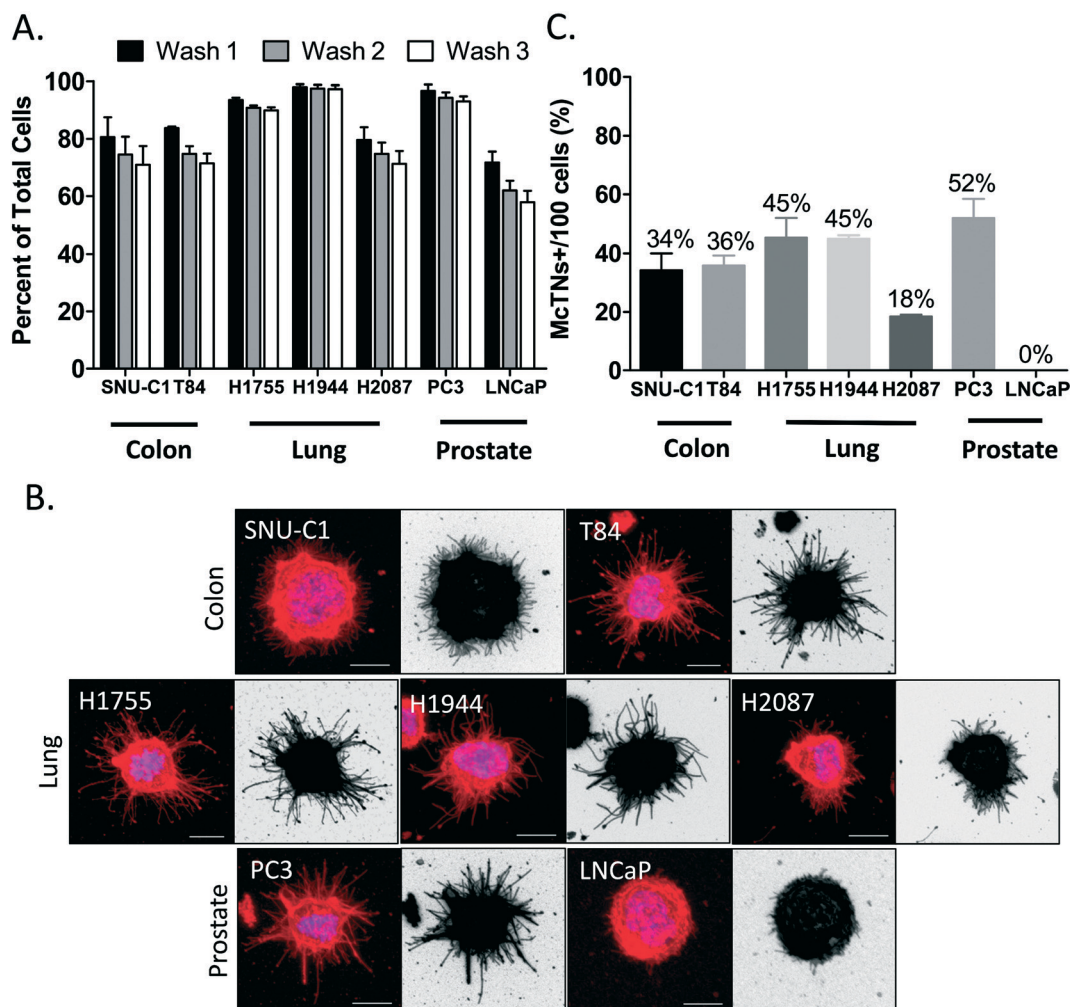 A.
Wash 1 Wash 2 Wash 3
Percent of Total Cells
100
80
60
40
20
0
SNU-C1 T84 H1755 H1944 H2087 PC3 LNCaP
Colon Lung Prostate
C.
McTNs+/100 cells (%)
100
80
60
40
20
0
34% 36% 45% 45% 18% 52% 0%
SNU-C1 T84 H1755 H1944 H2087 PC3 LNCaP
Colon Lung Prostate
B.
Colon
SNU-C1 T84
Lung
H1755 H1944 H2087
Prostate
PC3 LNCaP